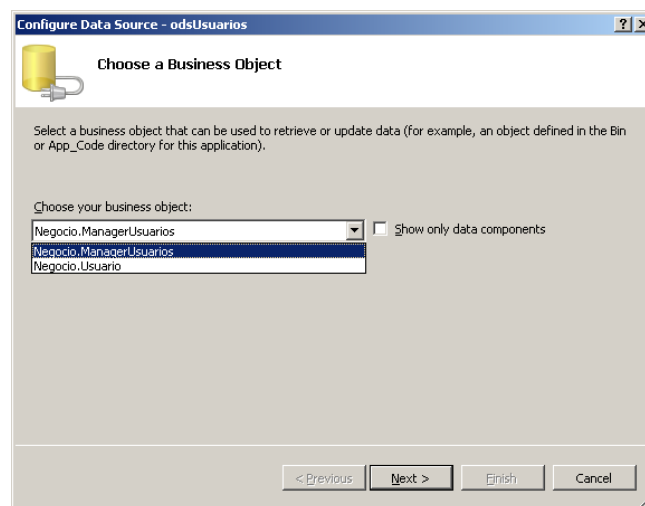 Configure Data Source - odsUsuarios
Choose a Business Object
Select a business object that can be used to retrieve or update data (for example, an object defined in the Bin
or App_Code directory for this application).
Choose your business object:
Negocio.ManagerUsuarios
Show only data components
Negocio.ManagerUsuarios
Negocio.Usuario
< Previous
Next >
Finish
Cancel